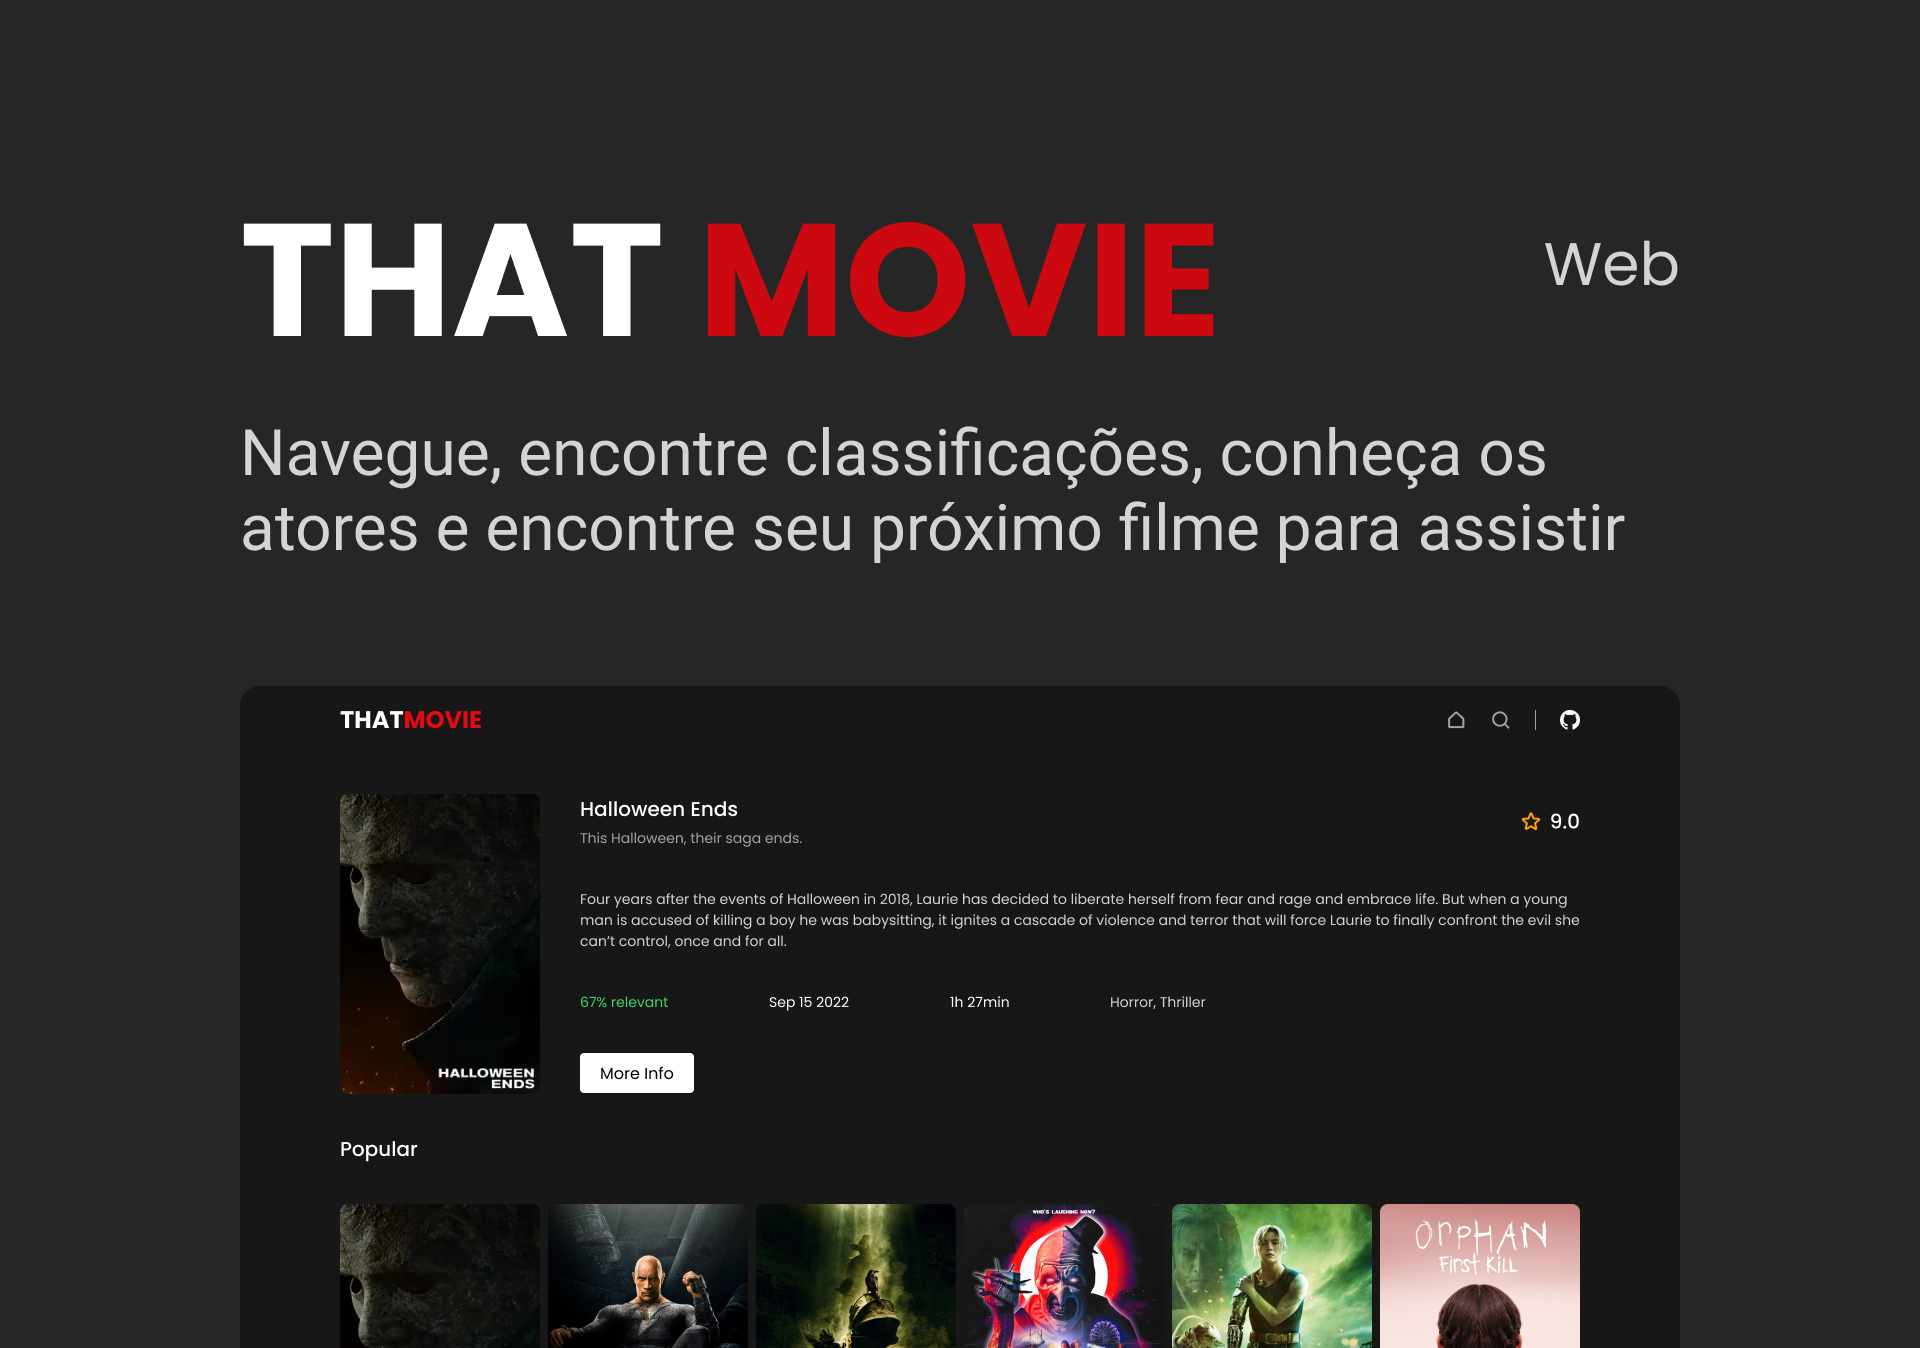 THAT MOVIE
Web
Navegue, encontre classificações, conheça os
atores e encontre seu próximo filme para assistir
THATMOVIE
Halloween Ends
This Halloween, their saga ends.
9.0
Four years after the events of Halloween in 2018, Laurie has decided to liberate herself from fear and rage and embrace life. But when a young
man is accused of killing a boy he was babysitting, it ignites a cascade of violence and terror that will force Laurie to finally confront the evil she
can’t control, once and for all.
67% relevant
Sep 15 2022
1h 27min
Horror, Thriller
HALLOWEEN
ENDS
More Info
Popular
WHO'S LAUGHING NOW?
ORPHAN
First Kill